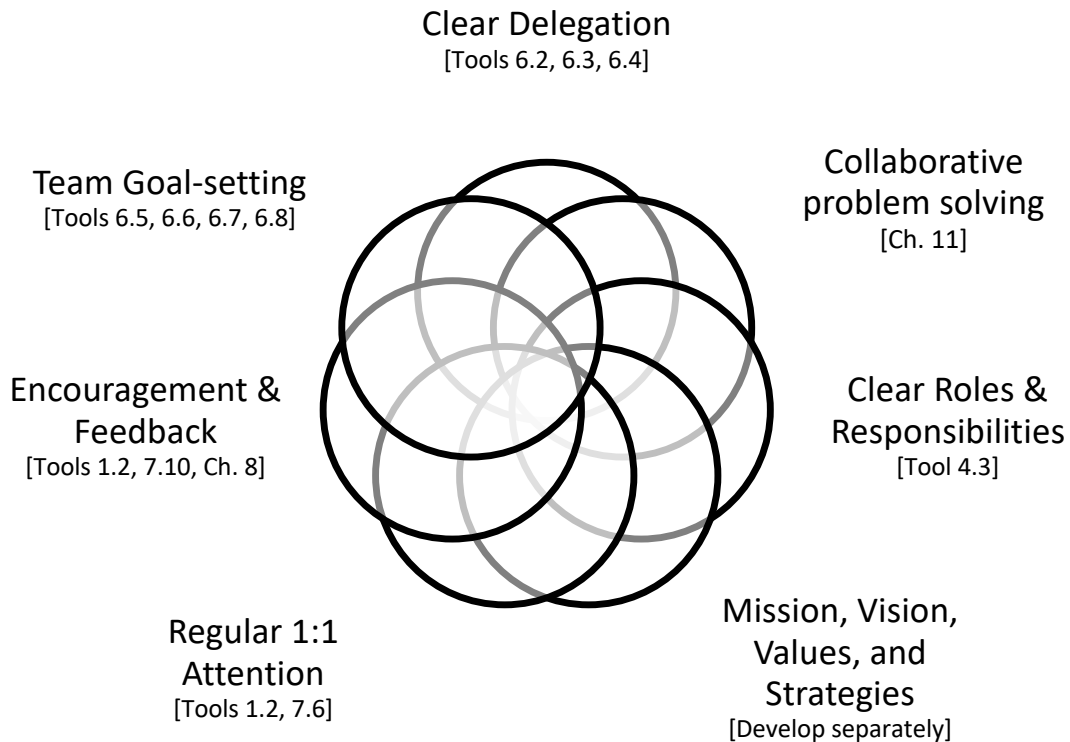 Clear Delegation
[Tools 6.2, 6.3, 6.4]
Team Goal-setting
[Tools 6.5, 6.6, 6.7, 6.8]
Collaborative
problem solving
[Ch. 11]
Encouragement &
Feedback
[Tools 1.2, 7.10, Ch. 8]
Clear Roles &
Responsibilities
[Tool 4.3]
Regular 1:1
Attention
[Tools 1.2, 7.6]
Mission, Vision,
Values, and
Strategies
[Develop separately]